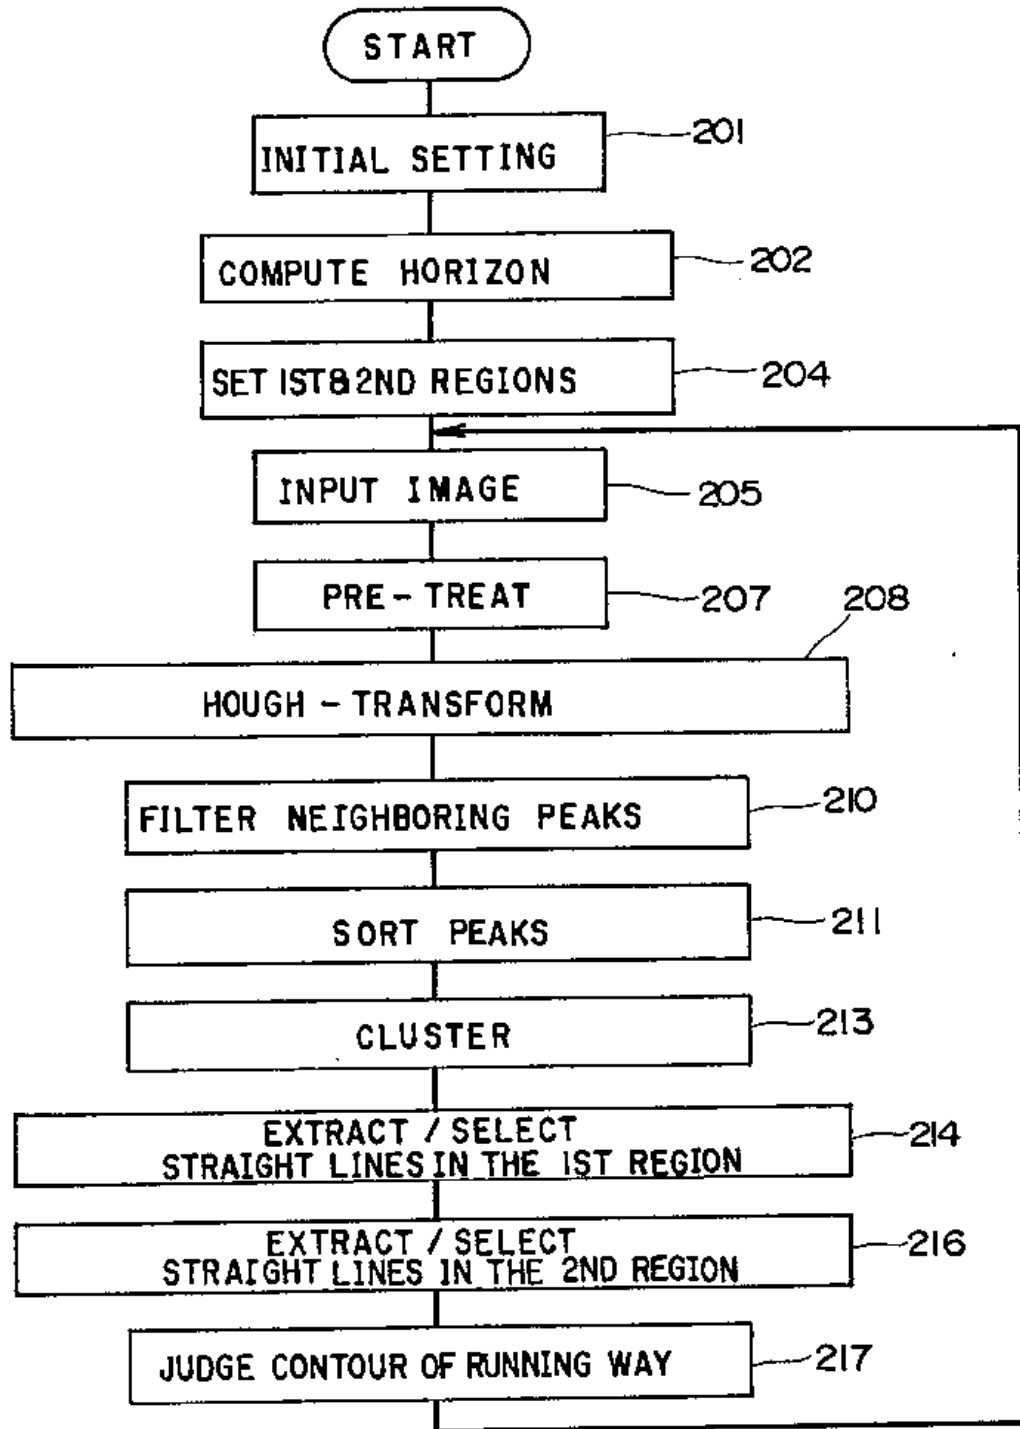 START
INITIAL SETTING
201
COMPUTE HORIZON
202
SET 1ST&2ND REGIONS
204
INPUT IMAGE
205
PRE-TREAT
207
208
HOUGH-TRANSFORM
FILTER NEIGHBORING PEAKS
210
SORT PEAKS
211
CLUSTER
213
EXTRACT / SELECT
STRAIGHT LINES IN THE 1ST REGION
214
EXTRACT / SELECT
STRAIGHT LINES IN THE 2ND REGION
216
JUDGE CONTOUR OF RUNNING WAY
217